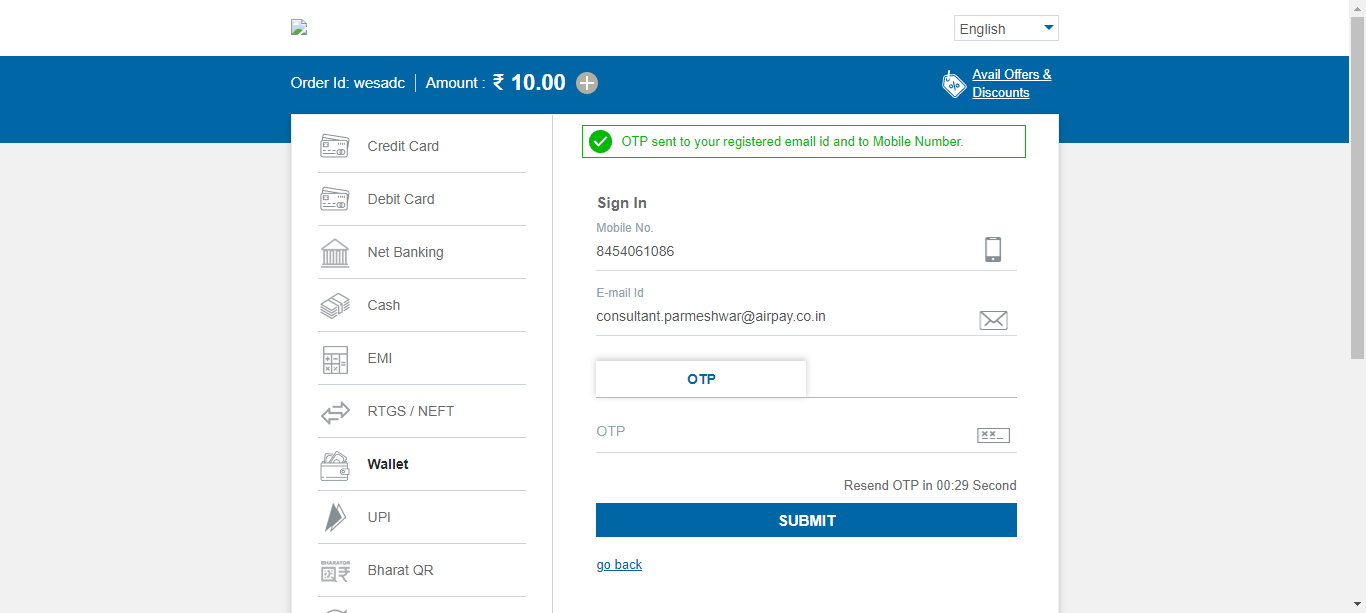 English
Order Id: wesadc
Amount : ₹ 10.00
Avail Offers &
Discounts
Credit Card
Debit Card
Net Banking
Cash
EMI
RTGS / NEFT
Wallet
UPI
Bharat QR
OTP sent to your registered email id and to Mobile Number.
Sign In
Mobile No.
8454061086
E-mail Id
consultant.parmeshwar@airpay.co.in
OTP
OTP
Resend OTP in 00:29 Second
SUBMIT
go back